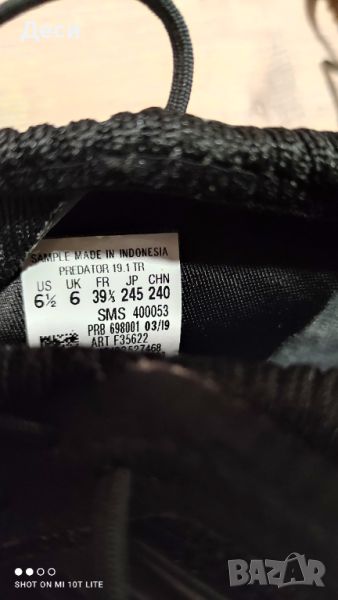 Деси
SAMPLE MADE IN INDONESIA
PREDATOR 19.1 TR
US UK FR JP CHN
6½ 6 39⅓ 245 240
SMS 400053
PRB 698001 03/19
ART F35622
SHOT ON MI 10T LITE
BAZAR